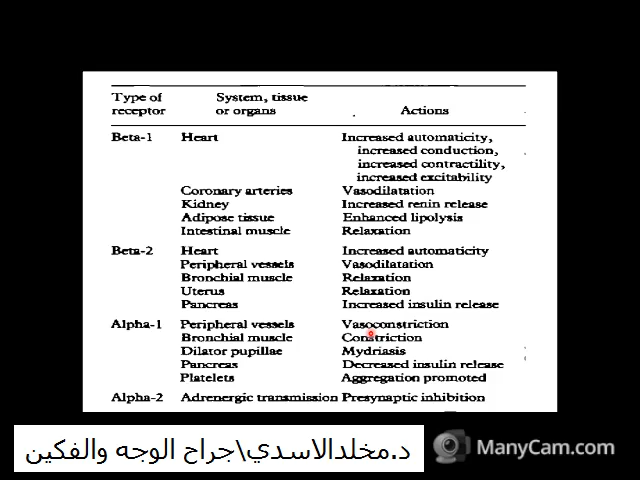 Type of receptor System, tissue or organs Actions
Beta-1 Heart Increased automaticity,
increased conduction,
increased contractility,
increased excitability
Coronary arteries Vasodilatation
Kidney Increased renin release
Adipose tissue Enhanced lipolysis
Intestinal muscle Relaxation
Beta-2 Heart Increased automaticity
Peripheral vessels Vasodilatation
Bronchial muscle Relaxation
Uterus Relaxation
Pancreas Increased insulin release
Alpha-1 Peripheral vessels Vasoconstriction
Bronchial muscle Constriction
Dilator pupillae Mydriasis
Pancreas Decreased insulin release
Platelets Aggregation promoted
Alpha-2 Adrenergic transmission Presynaptic inhibition
د.مخلدالاسدي\جراح الوجه والفكين
ManyCam.com